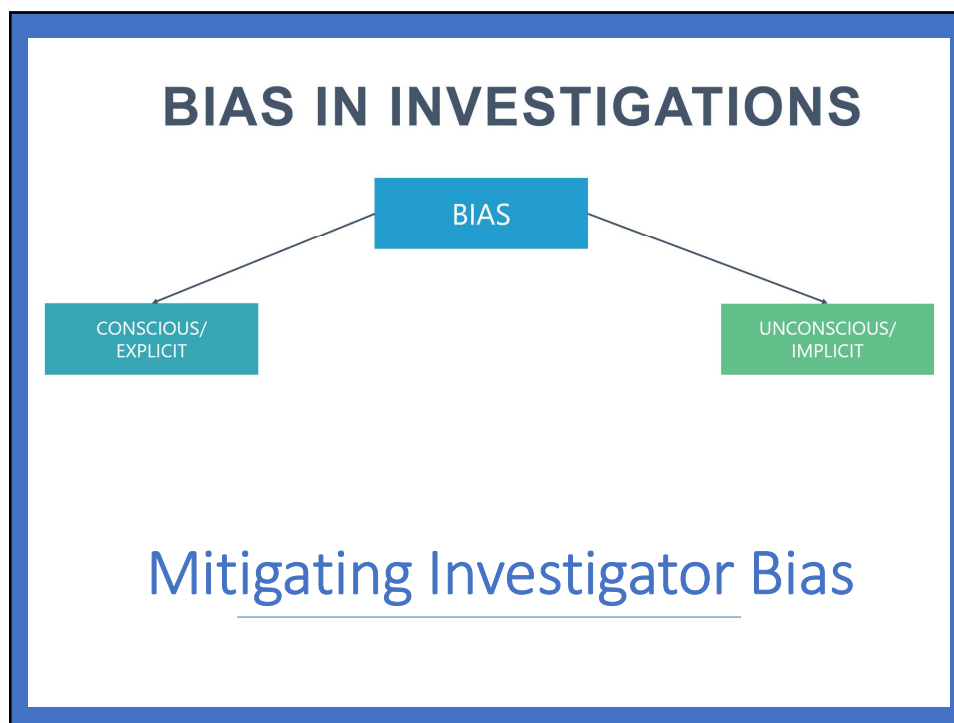 BIAS IN INVESTIGATIONS
BIAS
CONSCIOUS/
EXPLICIT
UNCONSCIOUS/
IMPLICIT
Mitigating Investigator Bias